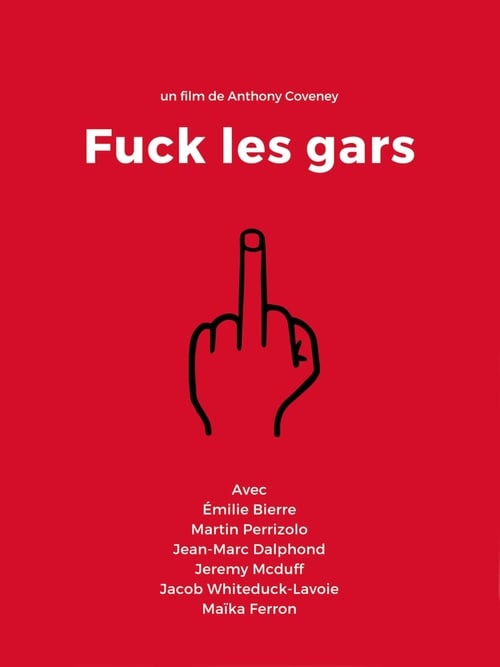 un film de Anthony Coveney
Fuck les gars
Avec
Émilie Bierre
Martin Perrizolo
Jean-Marc Dalphond
Jeremy Mcduff
Jacob Whiteduck-Lavoie
Maïka Ferron